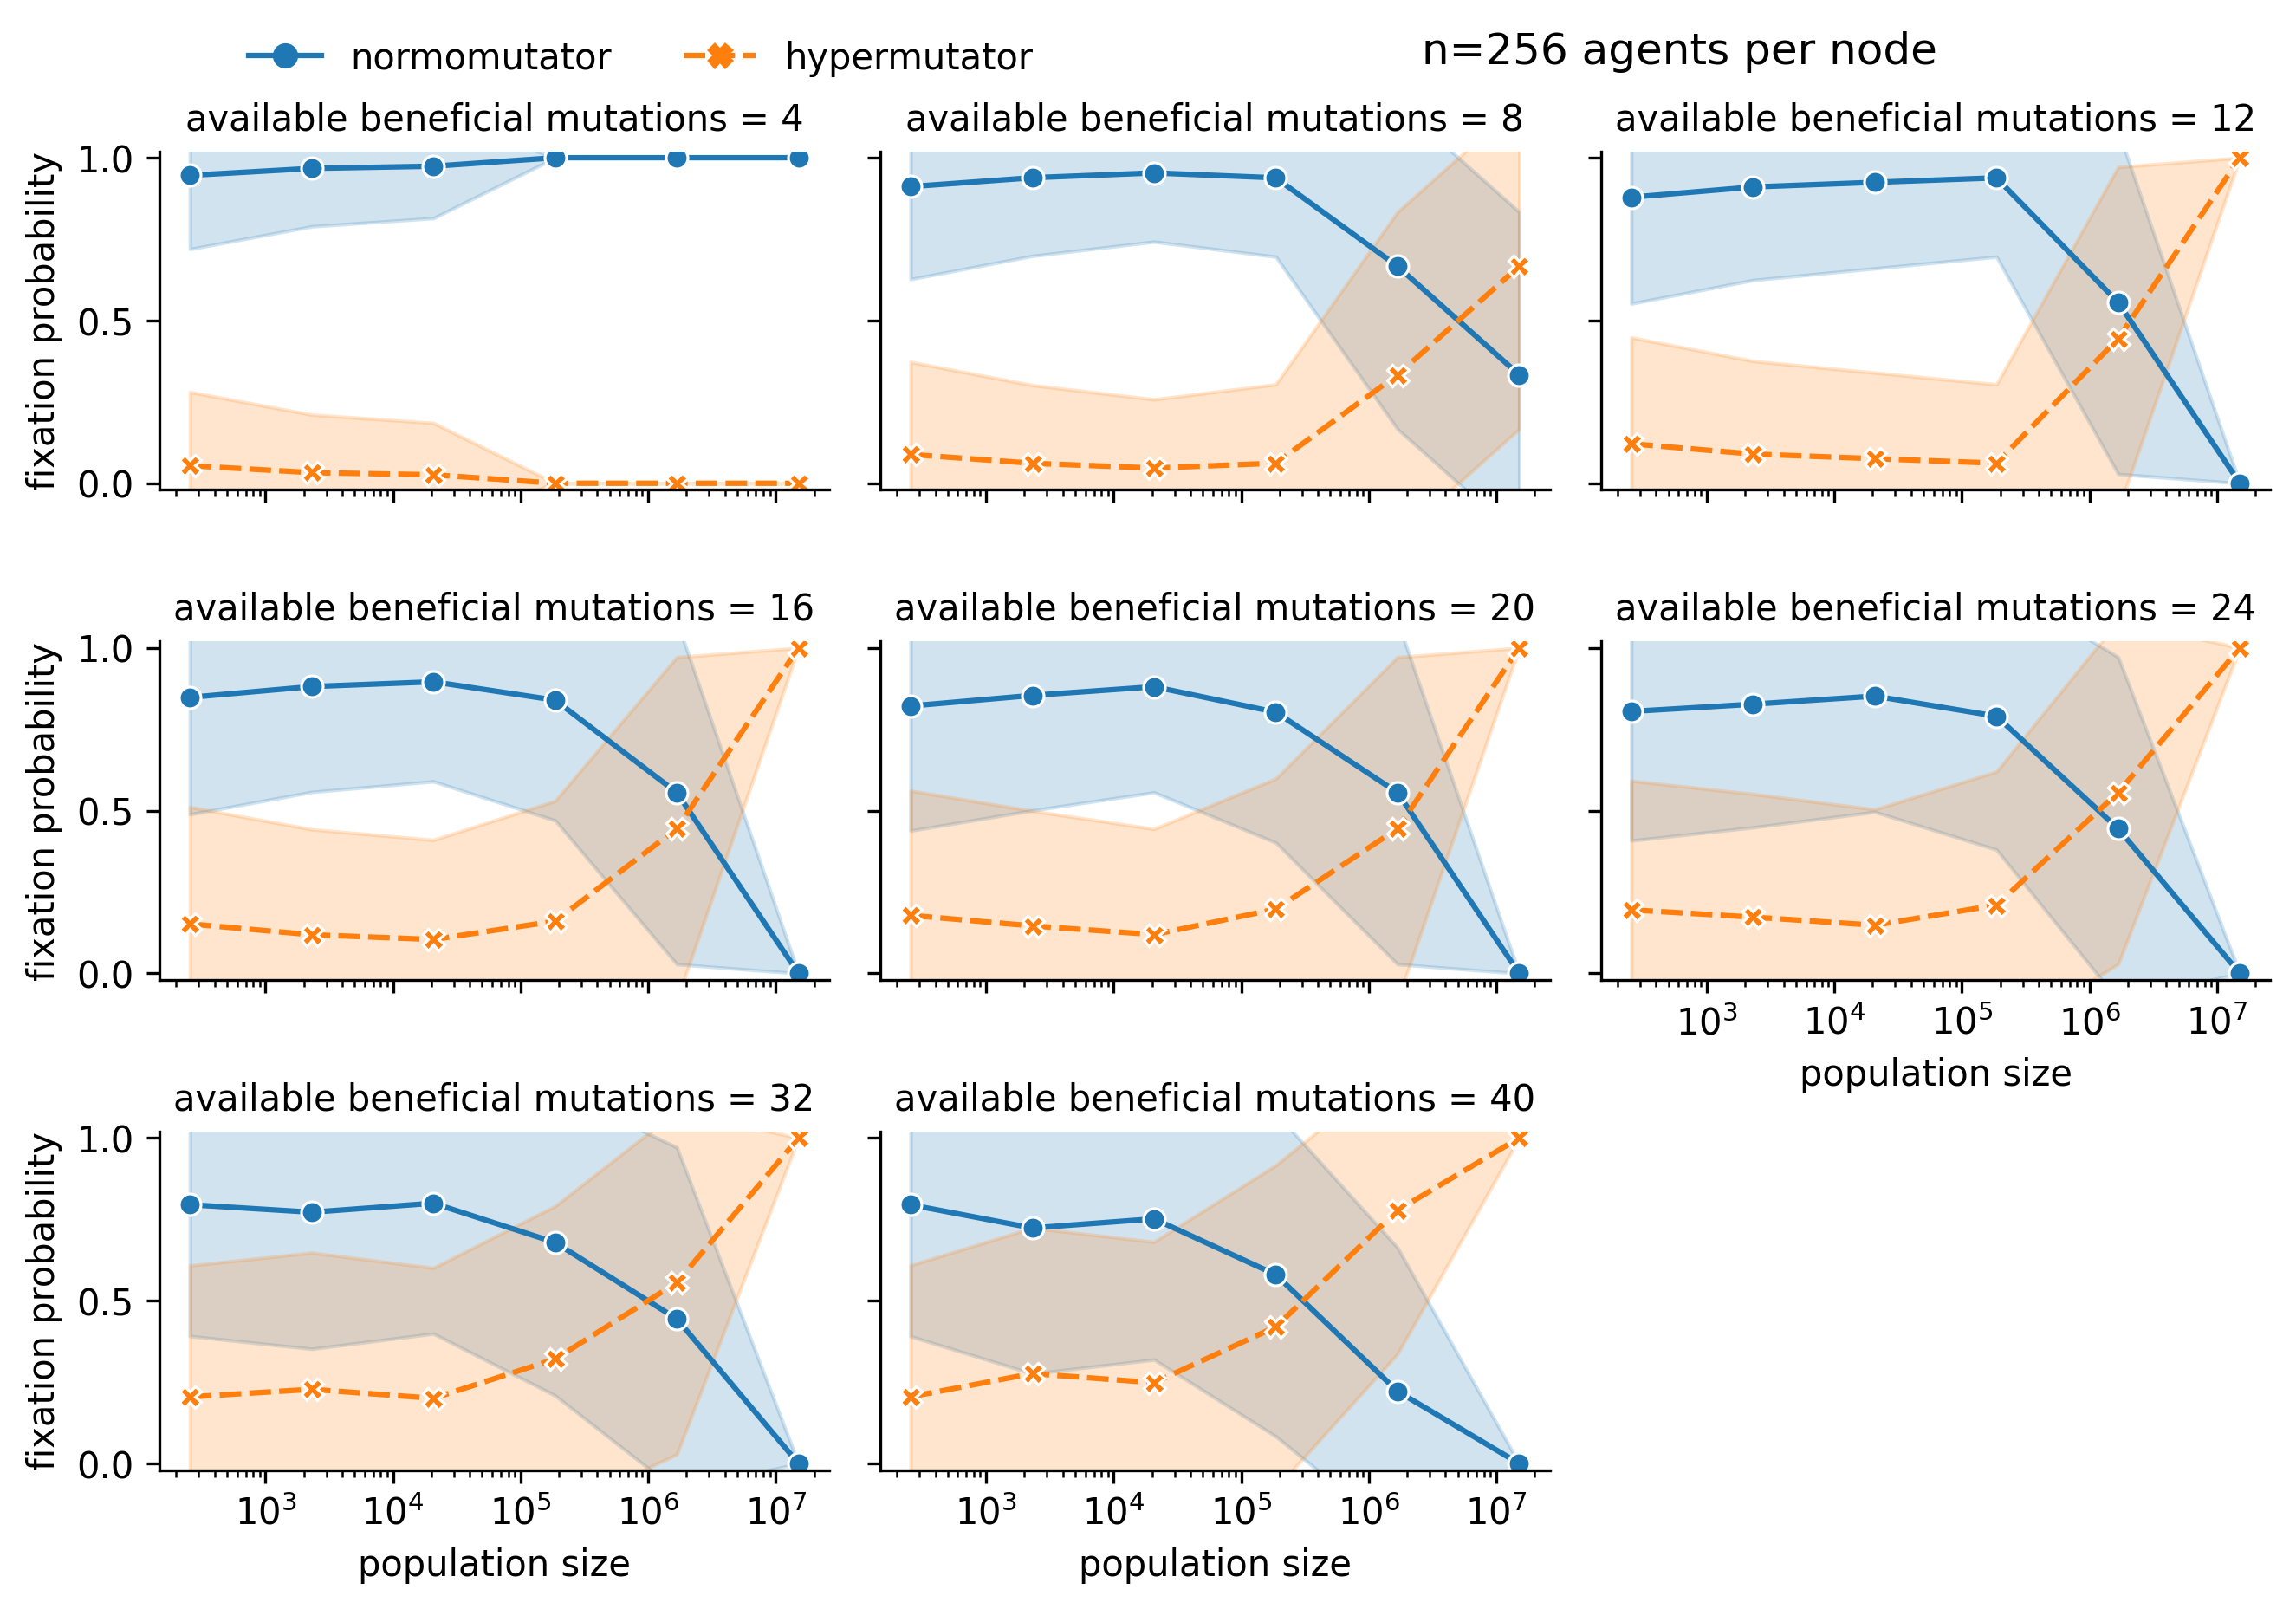 normomutator
hypermutator
n=256 agents per node
available beneficial mutations = 4
available beneficial mutations = 8
available beneficial mutations = 12
fixation probability
1.0
0.5
0.0
available beneficial mutations = 16
available beneficial mutations = 20
available beneficial mutations = 24
fixation probability
1.0
0.5
0.0
10³ 10⁴ 10⁵ 10⁶ 10⁷
population size
available beneficial mutations = 32
available beneficial mutations = 40
fixation probability
1.0
0.5
0.0
10³ 10⁴ 10⁵ 10⁶ 10⁷
10³ 10⁴ 10⁵ 10⁶ 10⁷
population size
population size